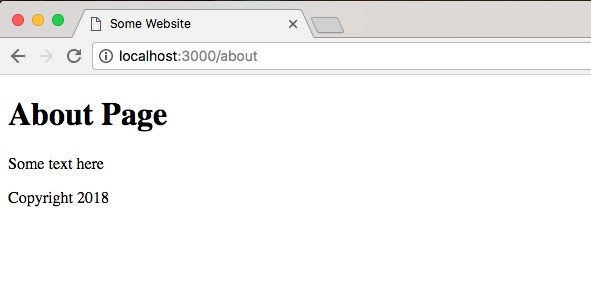 Some Website
localhost:3000/about
About Page
Some text here
Copyright 2018